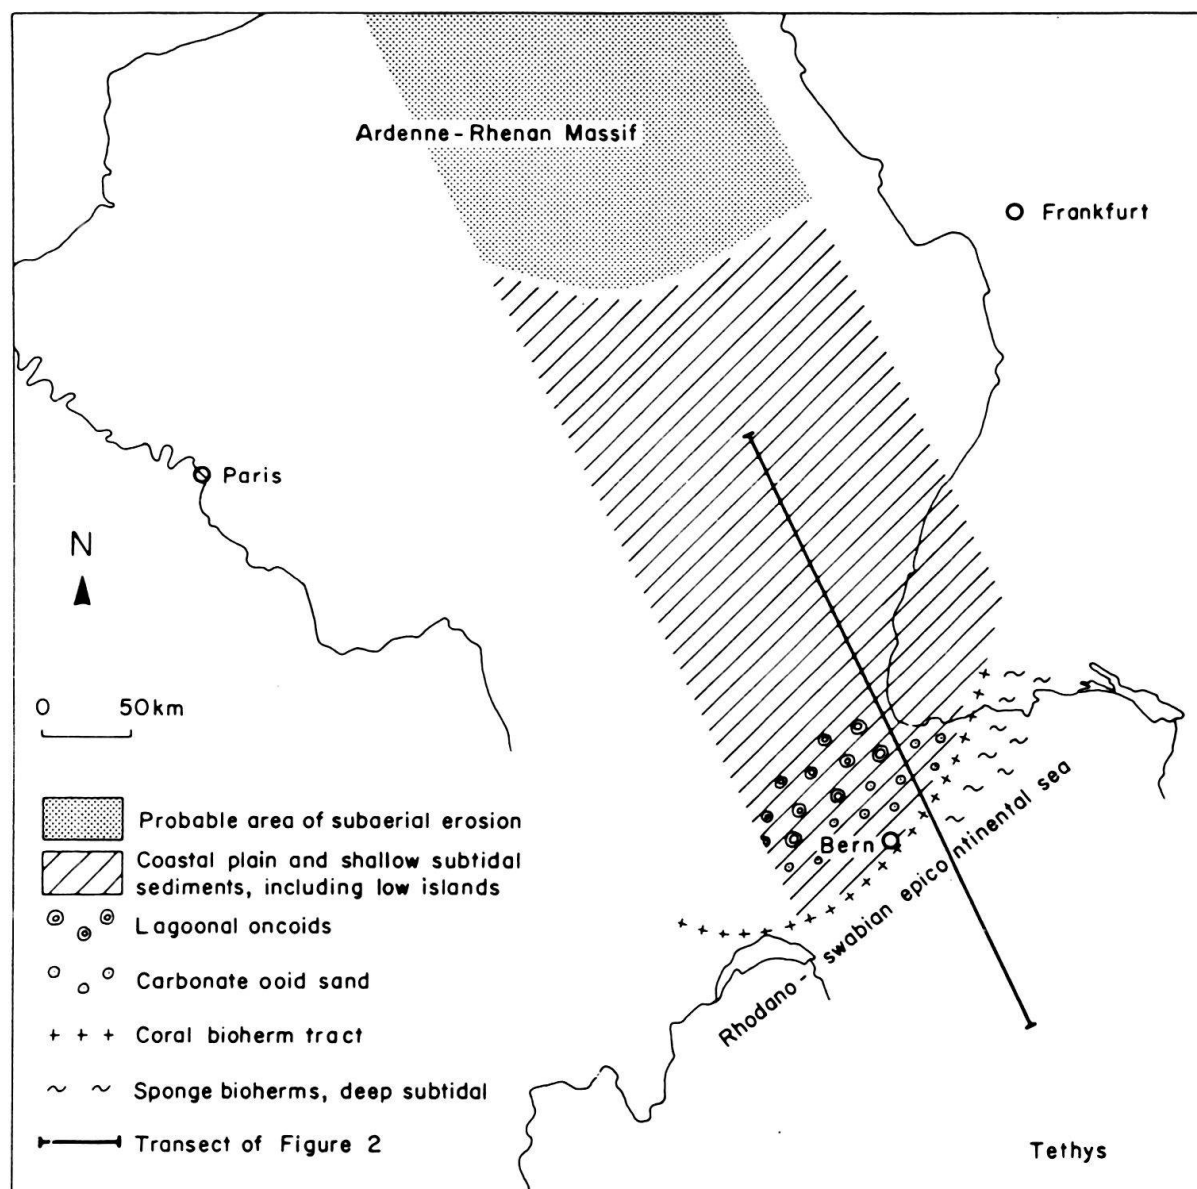 Ardenne-Rhenan Massif
Frankfurt
Paris
N
0 50km
Bern
Rhodano-swabian epicontinental sea
Tethys
Probable area of subaerial erosion
Coastal plain and shallow subtidal
sediments, including low islands
Lagoonal oncoids
Carbonate ooid sand
Coral bioherm tract
Sponge bioherms, deep subtidal
Transect of Figure 2